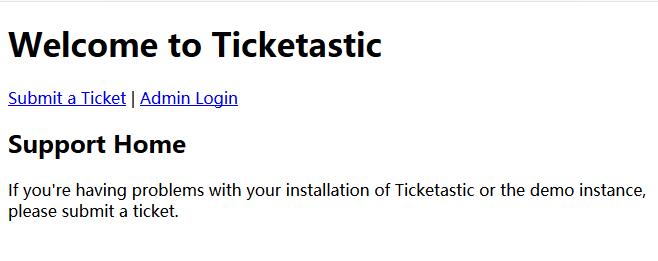 Welcome to Ticketastic
Submit a Ticket | Admin Login
Support Home
If you're having problems with your installation of Ticketastic or the demo instance,
please submit a ticket.